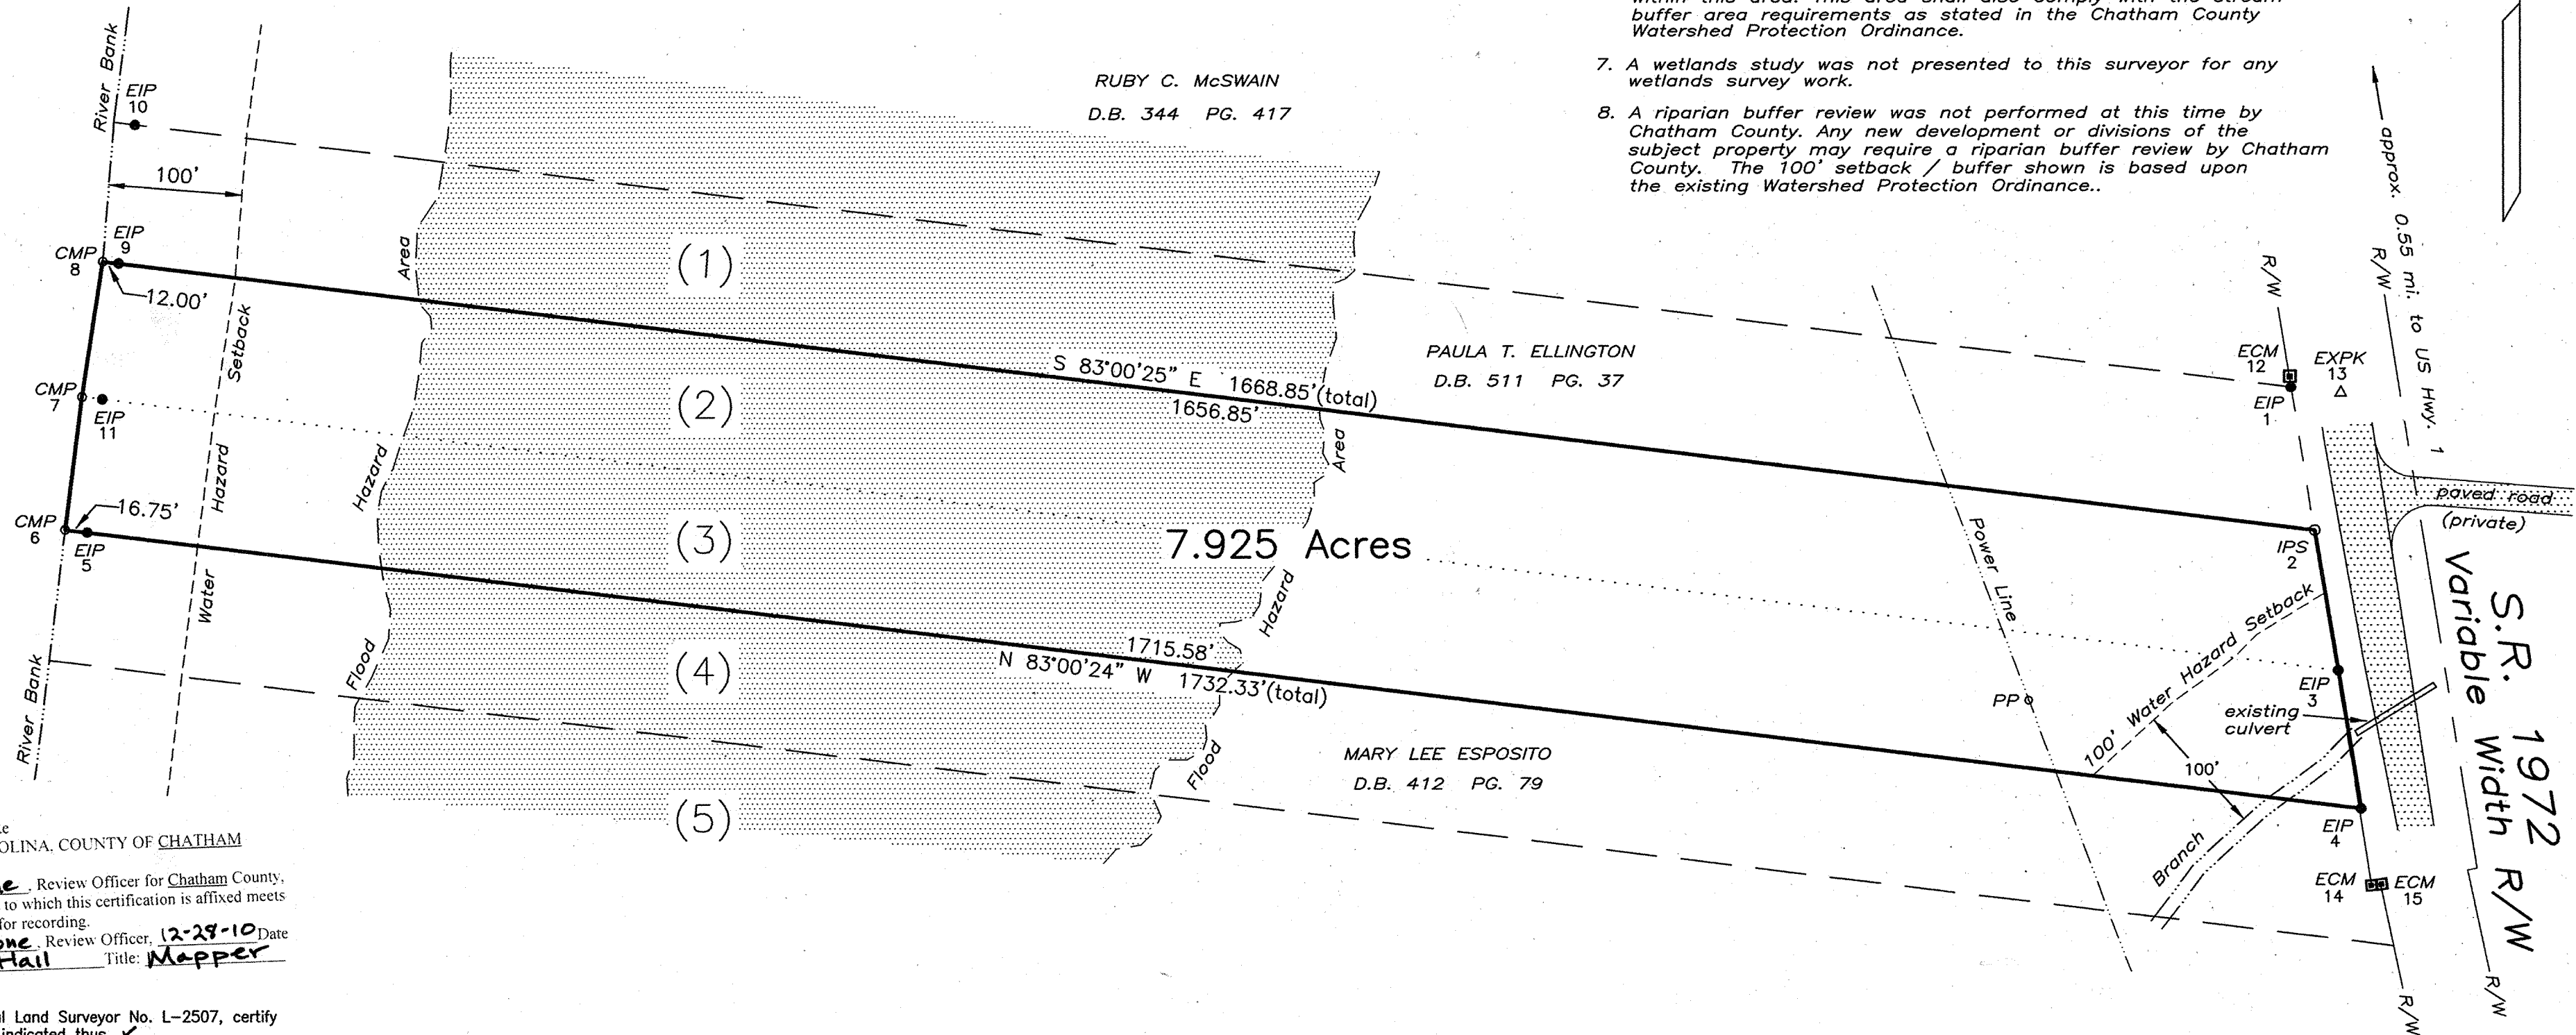 buffer area requirements as stated in the Chatham County
Watershed Protection Ordinance.
7. A wetlands study was not presented to this surveyor for any
wetlands survey work.
8. A riparian buffer review was not performed at this time by
Chatham County. Any new development or divisions of the
subject property may require a riparian buffer review by Chatham
County. The 100' setback / buffer shown is based upon
the existing Watershed Protection Ordinance..
River Bank
EIP
10
100'
EIP
9
CMP
8
12.00'
CMP
7
EIP
11
16.75'
CMP
6
EIP
5
River Bank
Setback
Hazard
Water
Area
Hazard
Flood
(1)
(2)
(3)
(4)
(5)
RUBY C. McSWAIN
D.B. 344 PG. 417
PAULA T. ELLINGTON
D.B. 511 PG. 37
S 83°00'25" E 1668.85'(total)
1656.85'
Area
Hazard
Flood
7.925 Acres
1715.58'
N 83°00'24" W 1732.33'(total)
MARY LEE ESPOSITO
D.B. 412 PG. 79
Power Line
PP
100' Water Hazard Setback
100'
Branch
existing
culvert
R/W
R/W
approx. 0.55 mi. to US Hwy. 1
ECM
12
EXPK
13
EIP
1
IPS
2
EIP
3
EIP
4
ECM
14
ECM
15
paved road
(private)
S.R. 1972
Variable Width R/W
R/W
R/W
OLINA, COUNTY OF CHATHAM
, Review Officer for Chatham County,
to which this certification is affixed meets
for recording.
, Review Officer, 12-28-10 Date
Hall Title: Mapper
Land Surveyor No. L-2507, certify
indicated thus